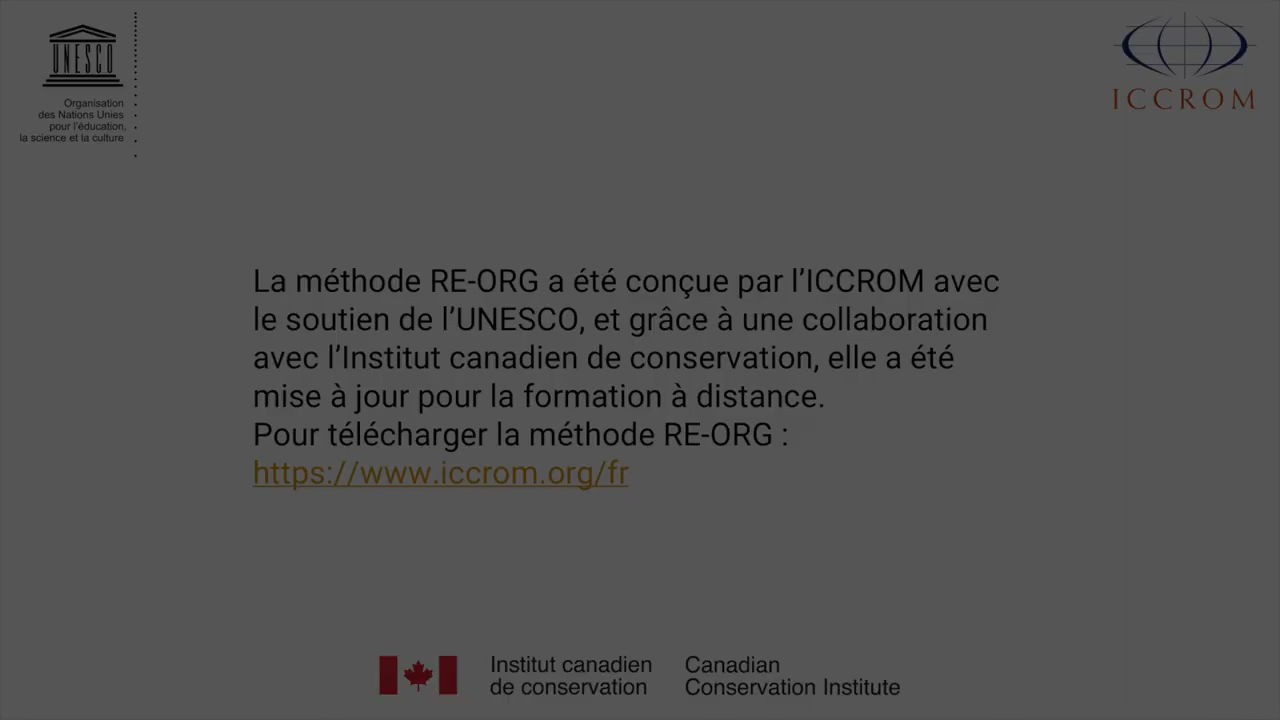 UNESCO
Organisation
des Nations Unies
pour l'éducation,
la science et la culture
ICCROM
La méthode RE-ORG a été conçue par l’ICCROM avec
le soutien de l’UNESCO, et grâce à une collaboration
avec l’Institut canadien de conservation, elle a été
mise à jour pour la formation à distance.
Pour télécharger la méthode RE-ORG :
https://www.iccrom.org/fr
Institut canadien
de conservation
Canadian
Conservation Institute